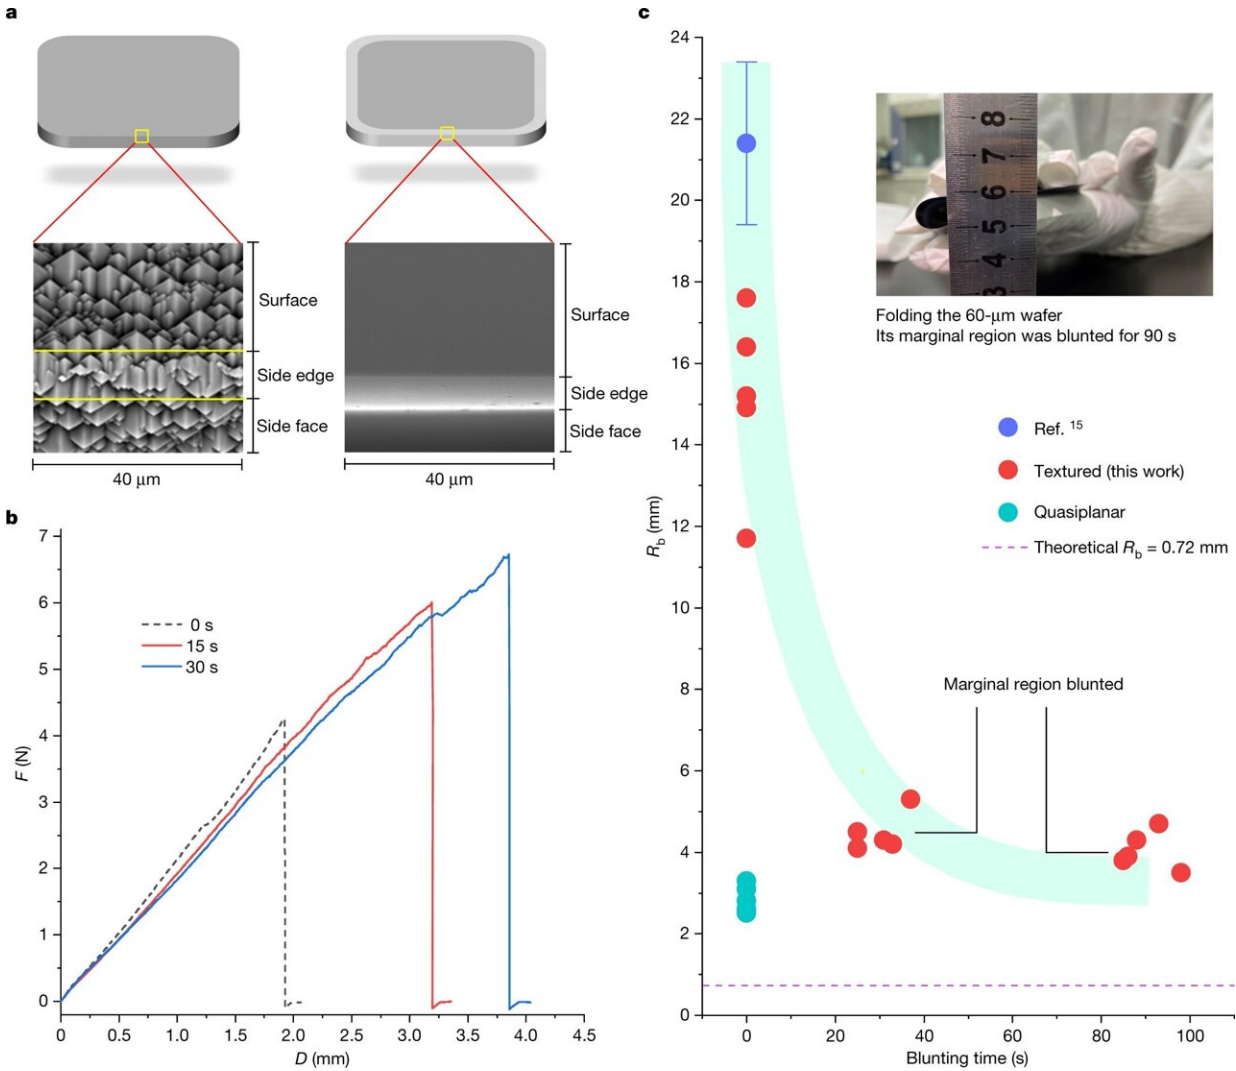 a
Surface
Side edge
Side face
40 μm
Surface
Side edge
Side face
40 μm
b
7
6
5
4
3
2
1
0
F (N)
0 s
15 s
30 s
0
0.5
1.0
1.5
2.0
2.5
3.0
3.5
4.0
4.5
D (mm)
c
24
22
20
18
16
14
12
10
8
6
4
2
0
R_b (mm)
8
7
6
5
4
3
Folding the 60-μm wafer
Its marginal region was blunted for 90 s
Ref. 15
Textured (this work)
Quasiplanar
Theoretical R_b = 0.72 mm
Marginal region blunted
0
20
40
60
80
100
Blunting time (s)